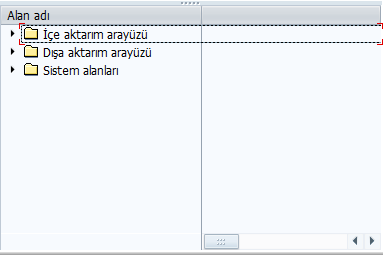 Alan adı
İçe aktarım arayüzü
Dışa aktarım arayüzü
Sistem alanları